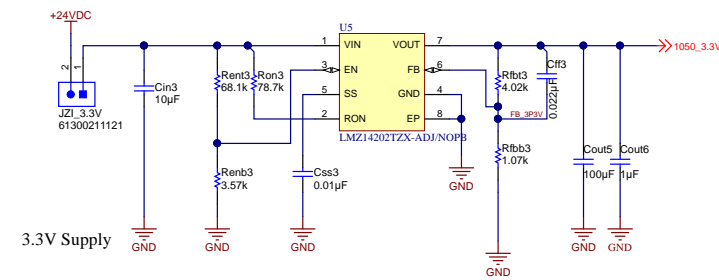 +24VDC
2
1
JZI_3.3V
61300211121
Cin3
10µF
GND
Rent3
68.1k
Ron3
78.7k
Renb3
3.57k
GND
Css3
0.01µF
GND
U5
1
VIN
VOUT
7
3
EN
FB
6
5
SS
GND
4
2
RON
EP
8
LMZ14202TZX-ADJ/NOPB
GND
Rfbt3
4.02k
Cff3
0.022µF
FB_3P3V
Rfbb3
1.07k
GND
Cout5
100µF
GND
Cout6
1µF
GND
1050_3.3V
3.3V Supply